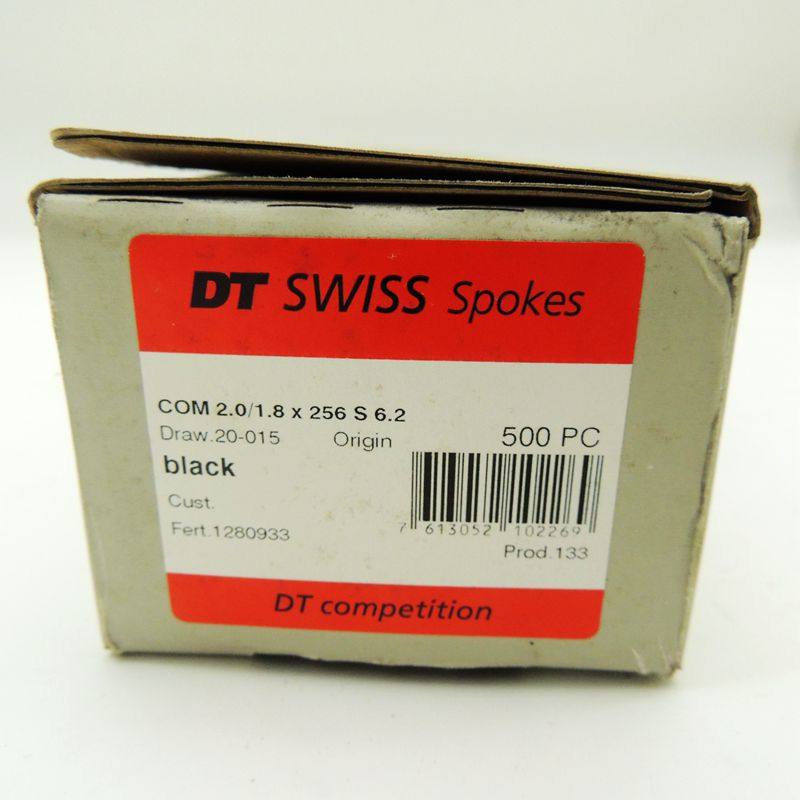 DT SWISS Spokes
COM 2.0/1.8 x 256 S 6.2
Draw.20-015 Origin 500 PC
black
Cust.
Fert.1280933
7 613052 102269
Prod.133
DT competition